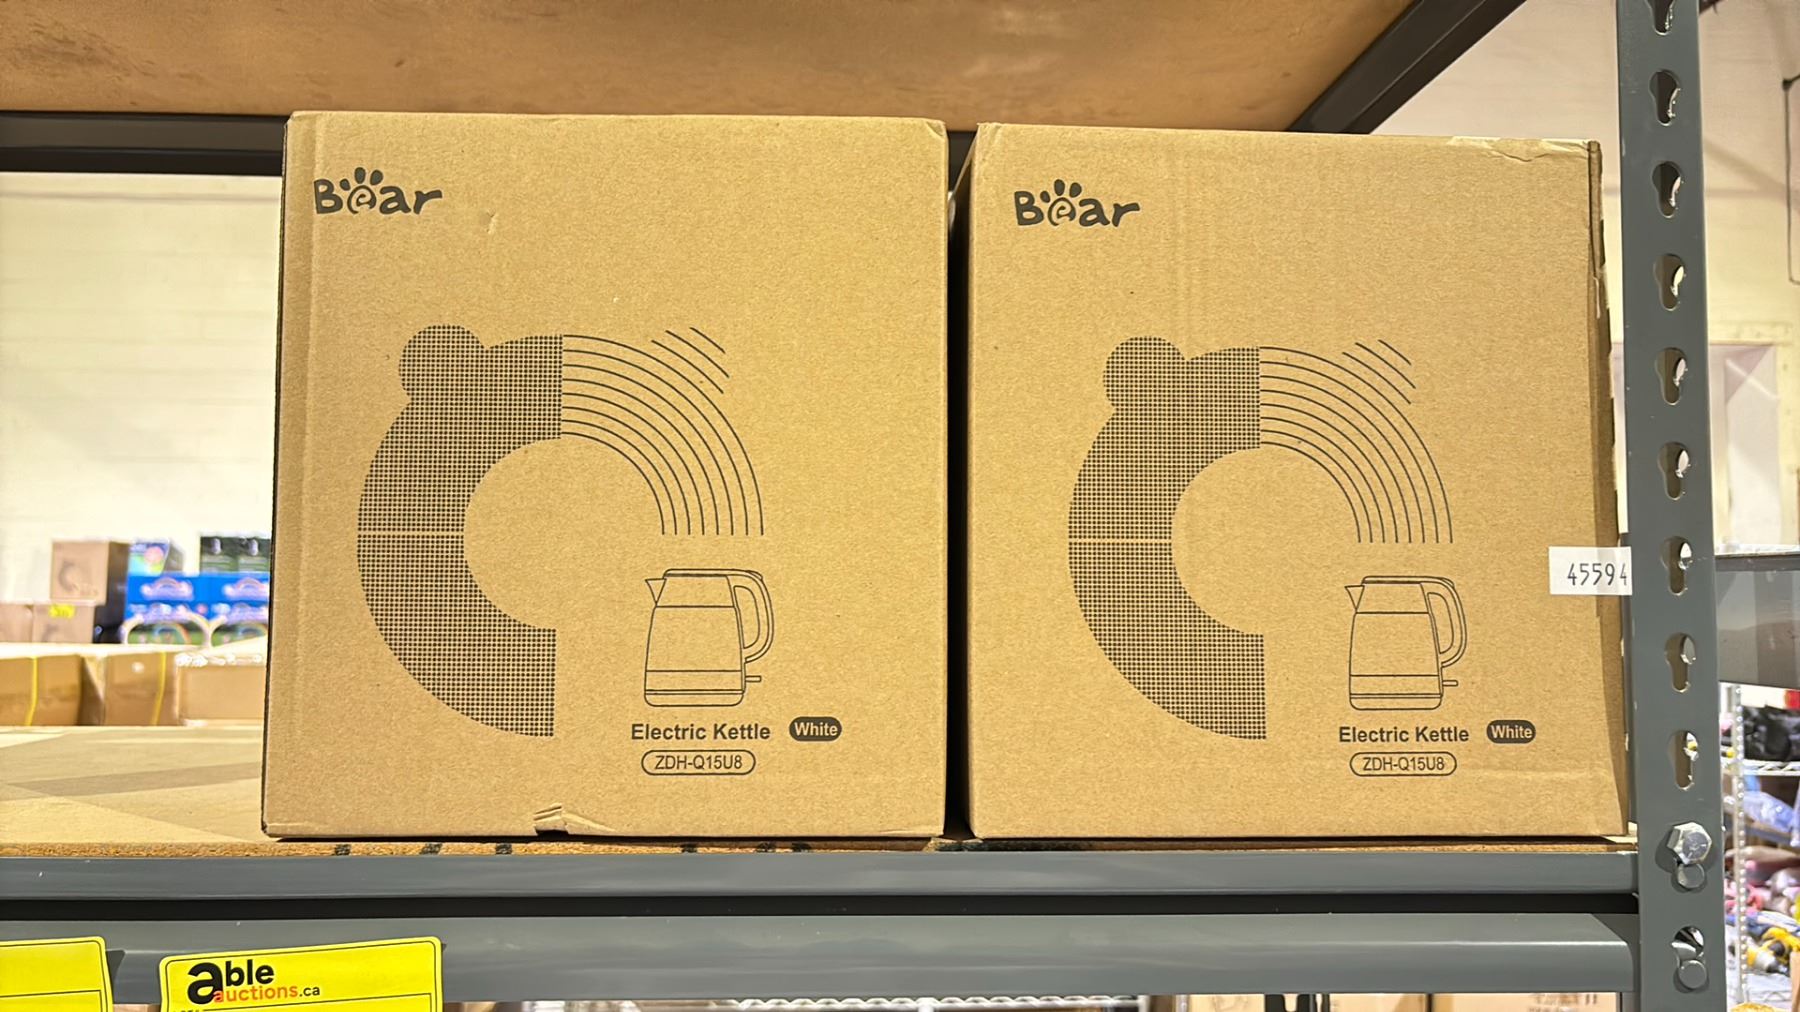 Bear
Electric Kettle White
ZDH-Q15U8
Bear
Electric Kettle White
ZDH-Q15U8
45594
able
auctions.ca